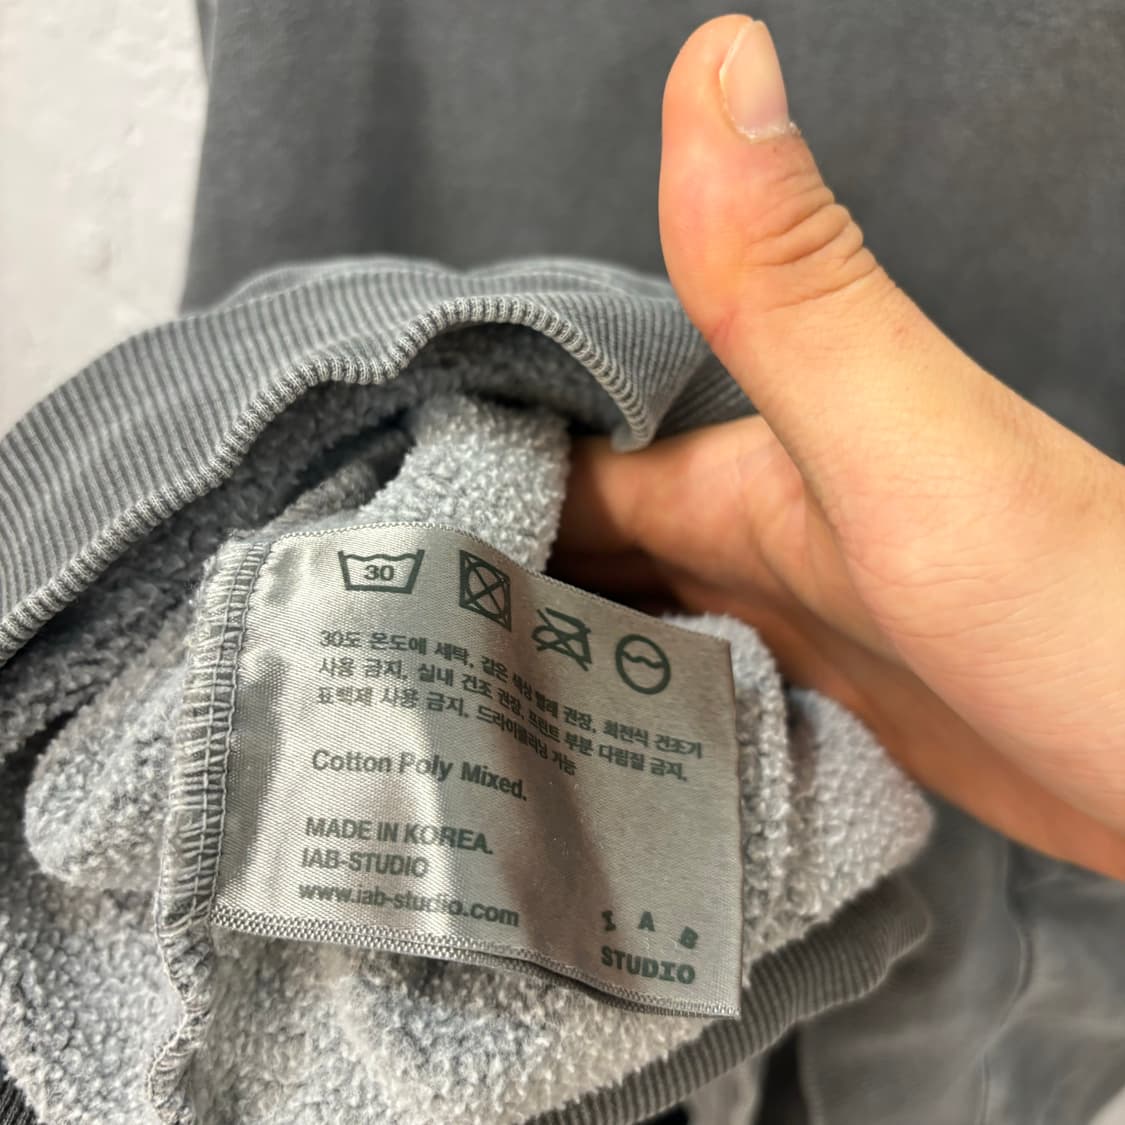 30
30도 온도에 세탁, 같은 색상 빨래 권장, 회전식 건조기
사용 금지, 실내 건조 권장, 프린트 부분 다림질 금지,
표백제 사용 금지, 드라이클리닝 가능
Cotton Poly Mixed.
MADE IN KOREA.
IAB-STUDIO
www.iab-studio.com
I A B
STUDIO